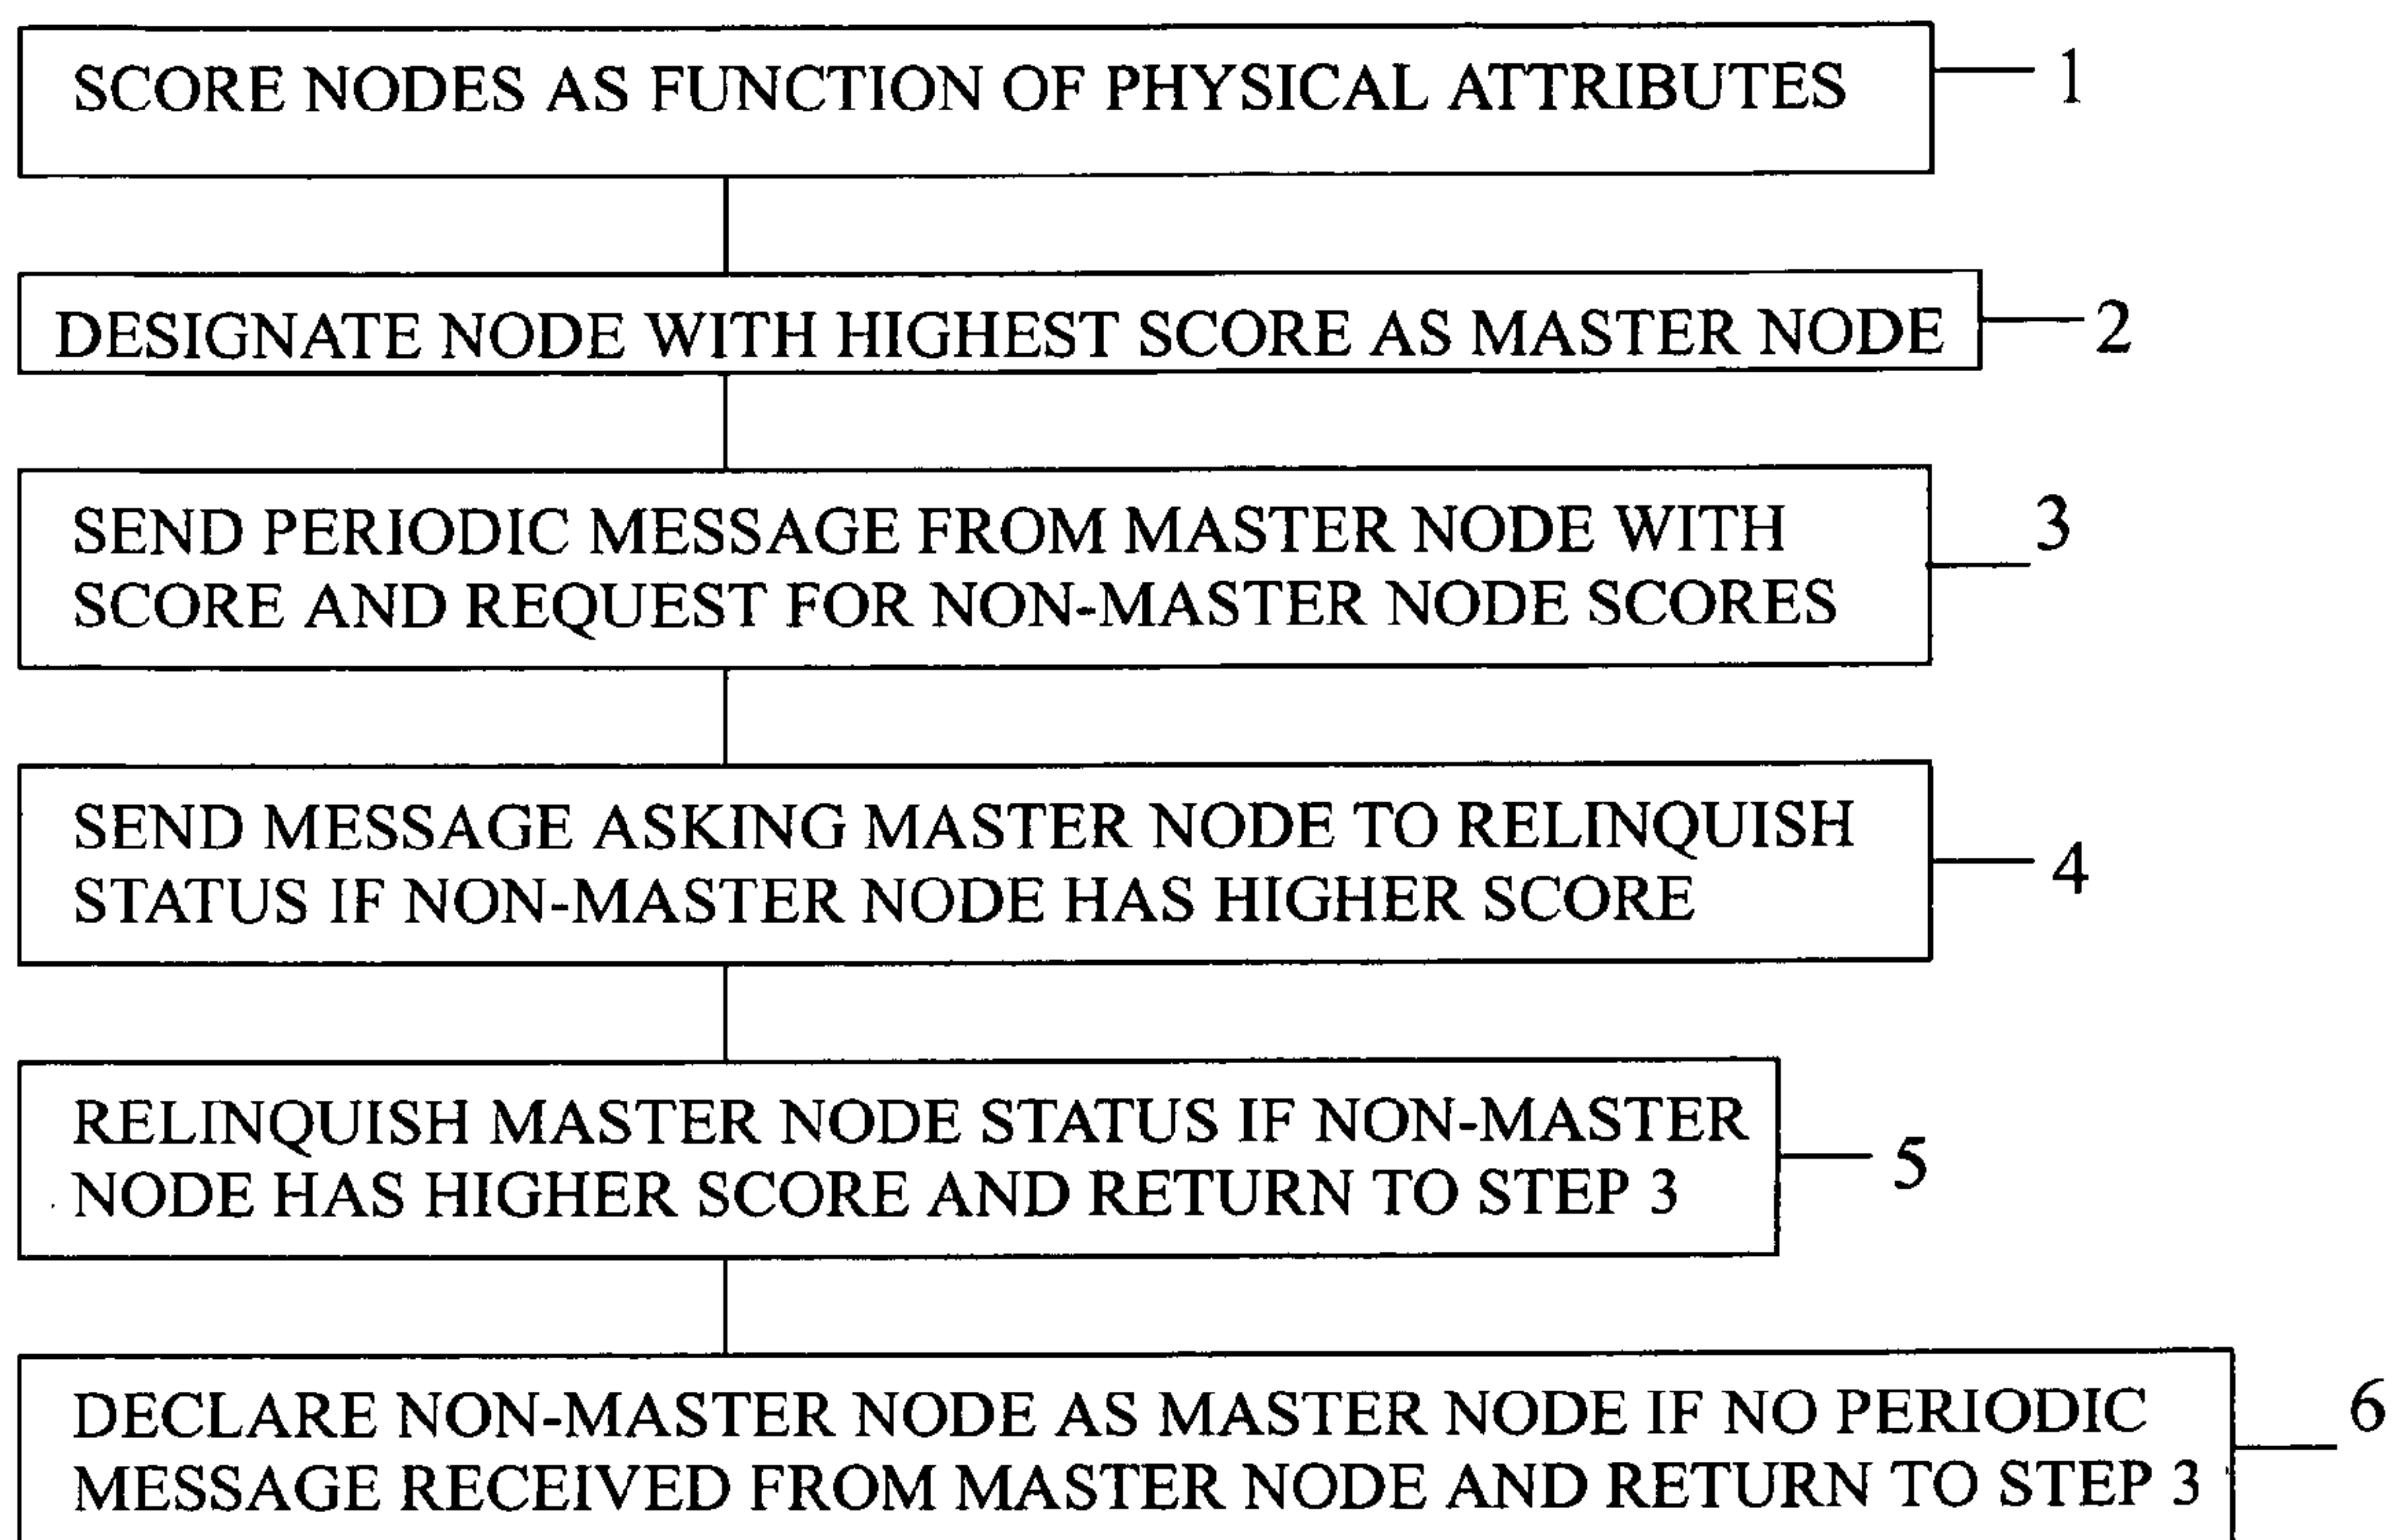 SCORE NODES AS FUNCTION OF PHYSICAL ATTRIBUTES
1
DESIGNATE NODE WITH HIGHEST SCORE AS MASTER NODE
2
SEND PERIODIC MESSAGE FROM MASTER NODE WITH
SCORE AND REQUEST FOR NON-MASTER NODE SCORES
3
SEND MESSAGE ASKING MASTER NODE TO RELINQUISH
STATUS IF NON-MASTER NODE HAS HIGHER SCORE
4
RELINQUISH MASTER NODE STATUS IF NON-MASTER
NODE HAS HIGHER SCORE AND RETURN TO STEP 3
5
DECLARE NON-MASTER NODE AS MASTER NODE IF NO PERIODIC
MESSAGE RECEIVED FROM MASTER NODE AND RETURN TO STEP 3
6